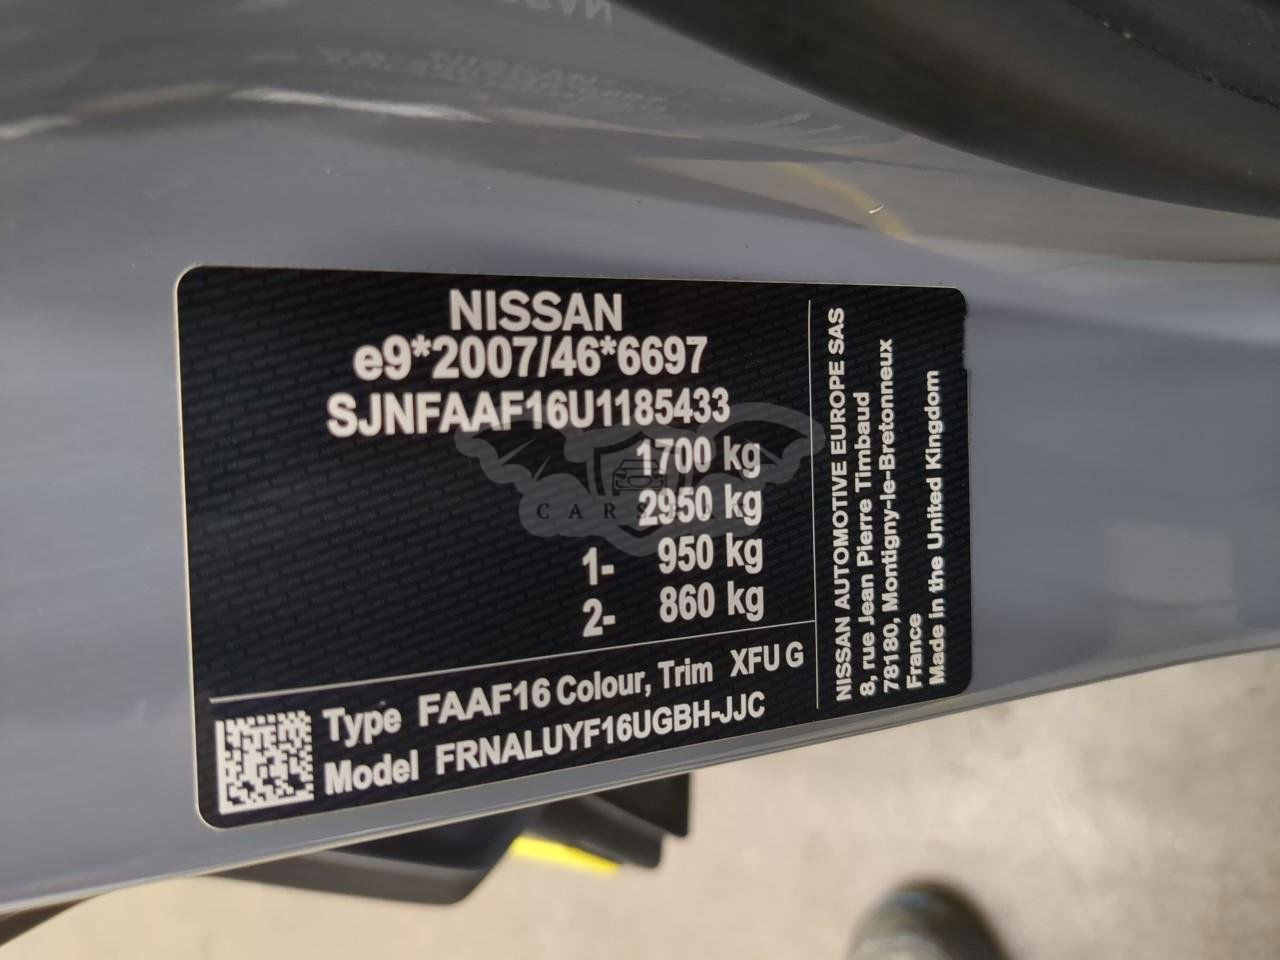 NISSAN
e9*2007/46*6697
SJNFAAF16U1185433
1700 kg
2950 kg
1- 950 kg
2- 860 kg
Type FAAF16 Colour, Trim XFU G
Model FRNALUYF16UGBH-JJC
NISSAN AUTOMOTIVE EUROPE SAS
8, rue Jean Pierre Timbaud
78180, Montigny-le-Bretonneux
France
Made in the United Kingdom